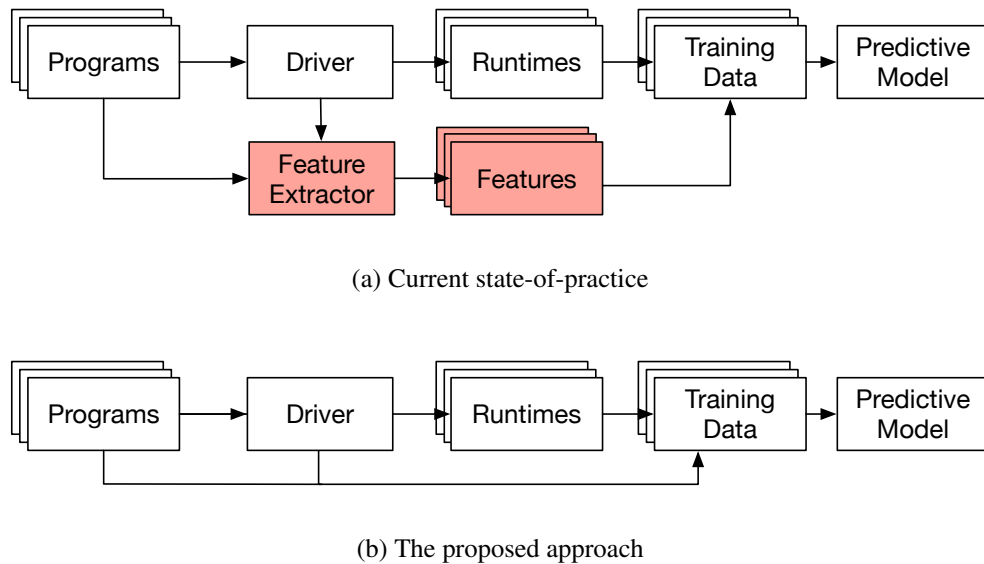 Programs
Driver
Runtimes
Training
Data
Predictive
Model
Feature
Extractor
Features
(a) Current state-of-practice
Programs
Driver
Runtimes
Training
Data
Predictive
Model
(b) The proposed approach